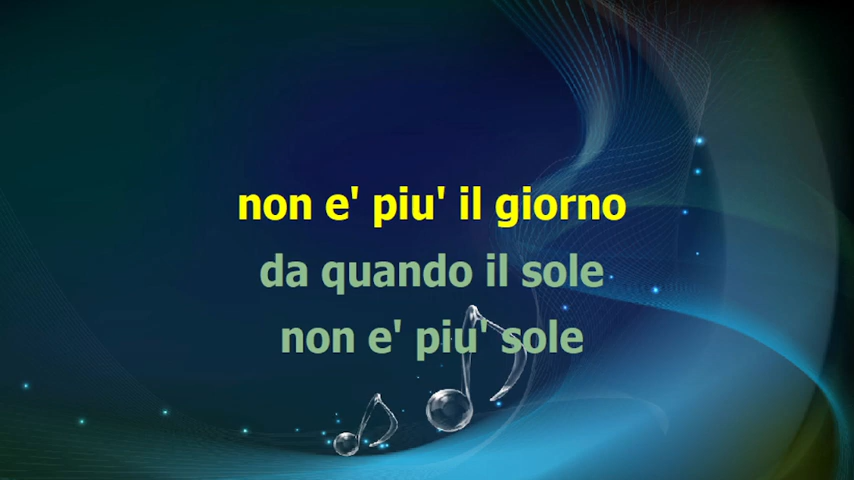 non e' piu' il giorno
da quando il sole
non e' piu' sole